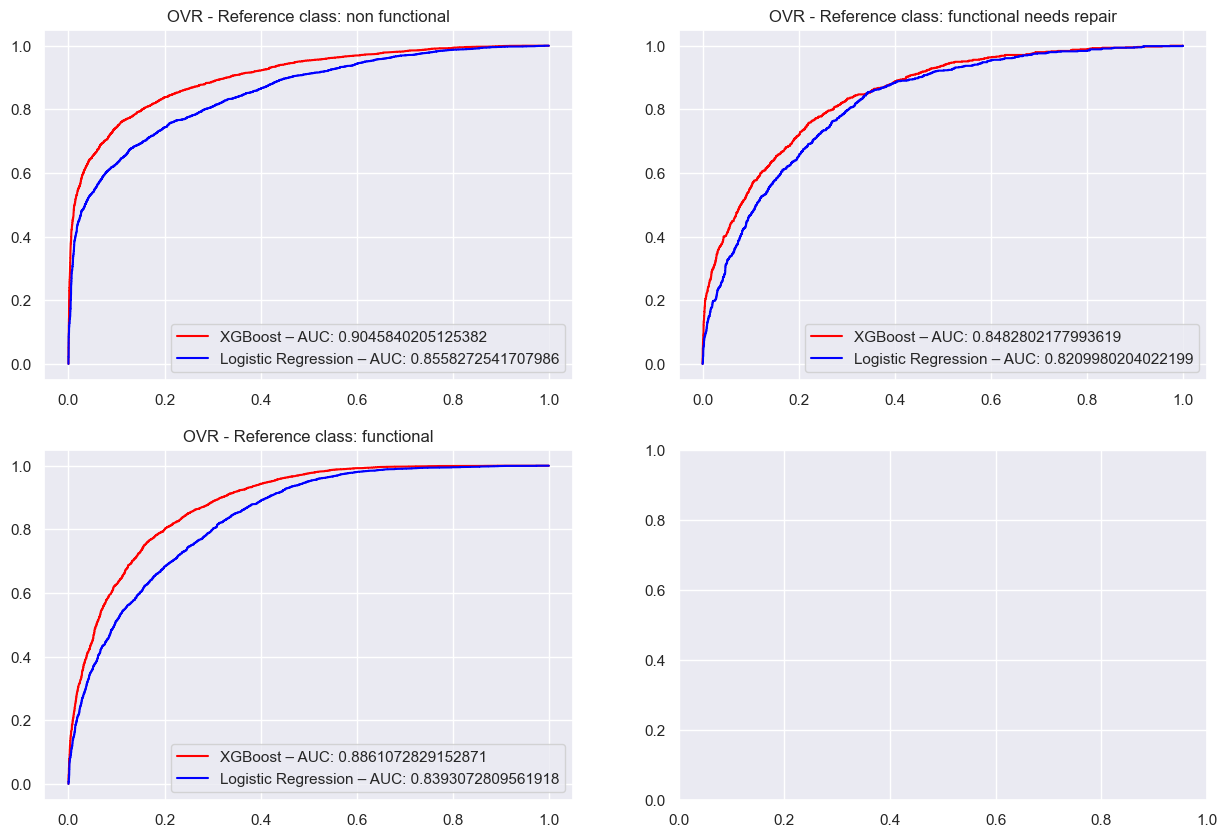 OVR - Reference class: non functional
1.0
0.8
0.6
0.4
0.2
0.0
XGBoost – AUC: 0.9045840205125382
Logistic Regression – AUC: 0.8558272541707986
0.0 0.2 0.4 0.6 0.8 1.0
OVR - Reference class: functional needs repair
1.0
0.8
0.6
0.4
0.2
0.0
XGBoost – AUC: 0.8482802177993619
Logistic Regression – AUC: 0.8209980204022199
0.0 0.2 0.4 0.6 0.8 1.0
OVR - Reference class: functional
1.0
0.8
0.6
0.4
0.2
0.0
XGBoost – AUC: 0.8861072829152871
Logistic Regression – AUC: 0.8393072809561918
0.0 0.2 0.4 0.6 0.8 1.0
1.0
0.8
0.6
0.4
0.2
0.0
0.0 0.2 0.4 0.6 0.8 1.0